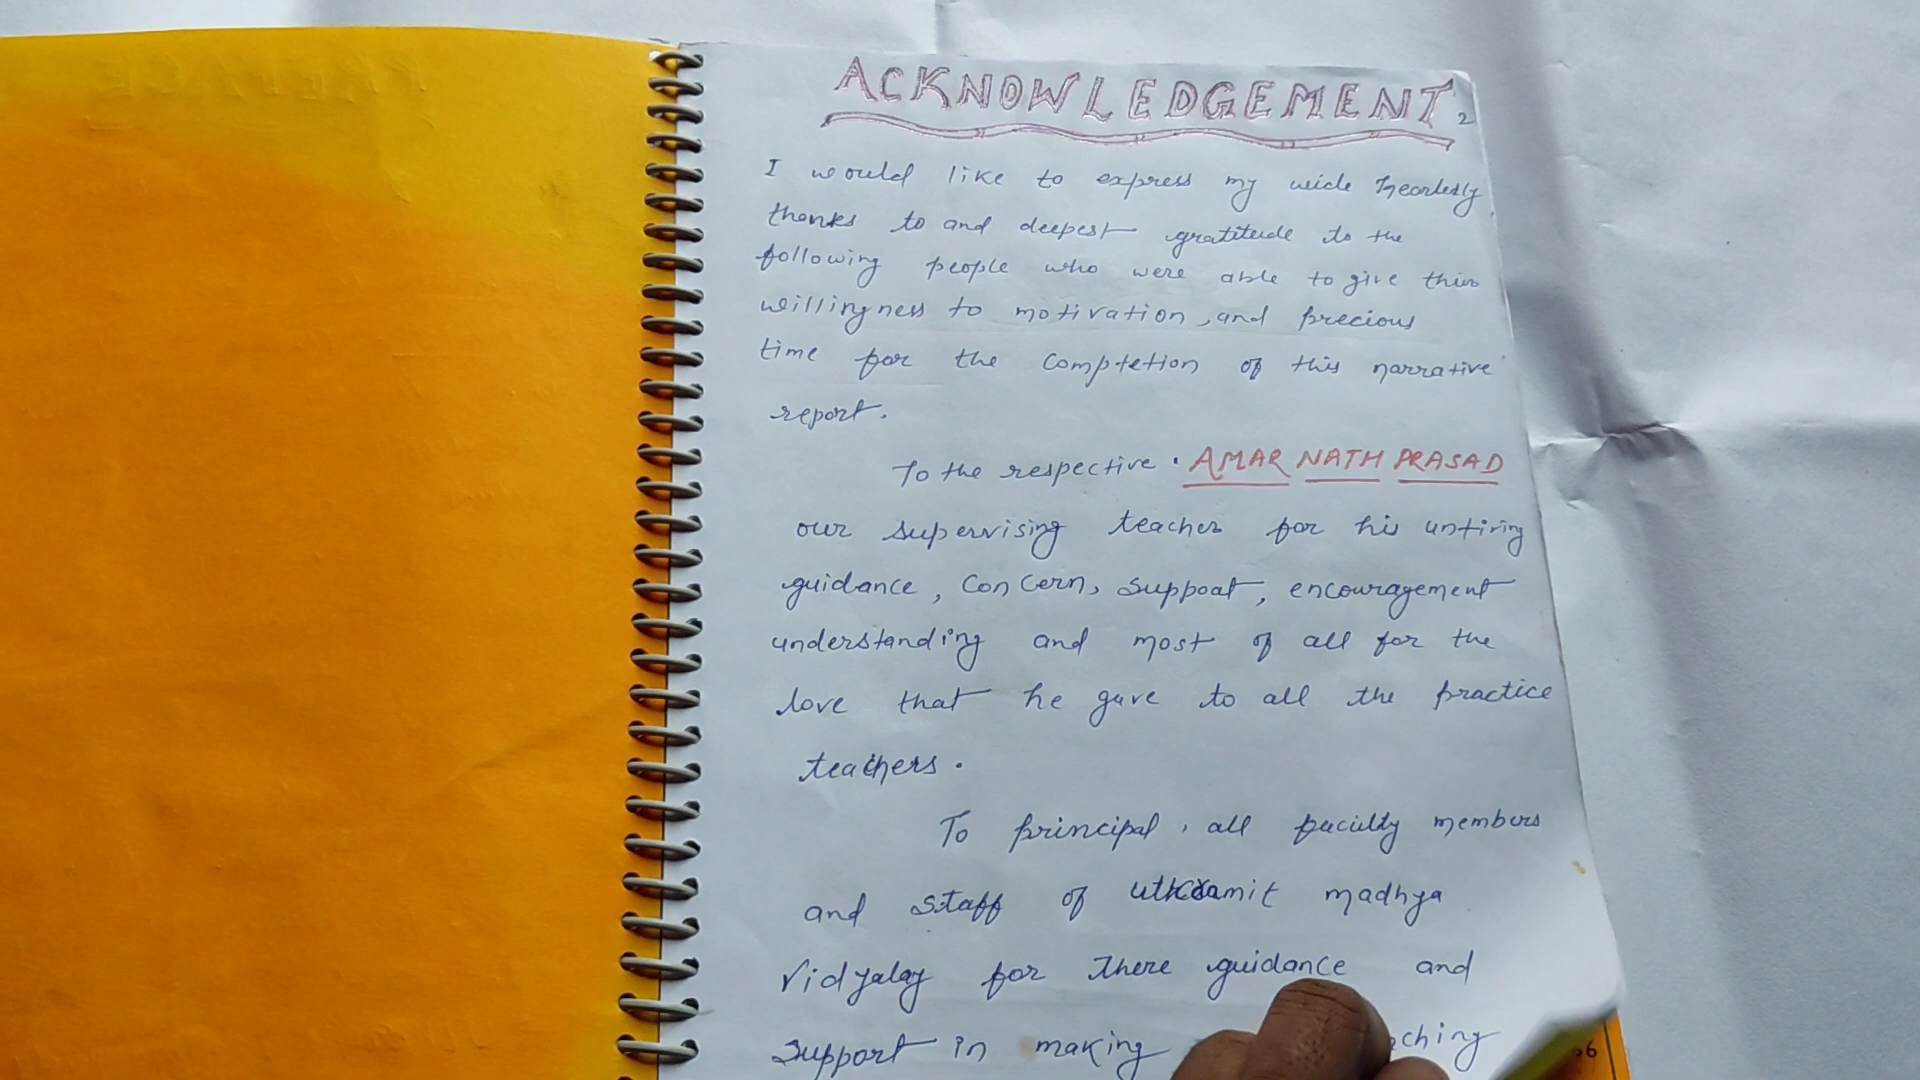 ACKNOWLEDGEMENT
2
I would like to express my wide heartedly
thanks to and deepest gratitude to the
following people who were able to give this
willingness to motivation, and precious
time for the completion of this narrative
report.
To the respective . AMAR NATH PRASAD
our supervising teacher for his untiring
guidance, concern, support, encouragement
understanding and most of all for the
love that he gave to all the practice
teachers.
To principal, all faculty members
and staff of utkramit madhya
Vidyalay for there guidance and
support in making